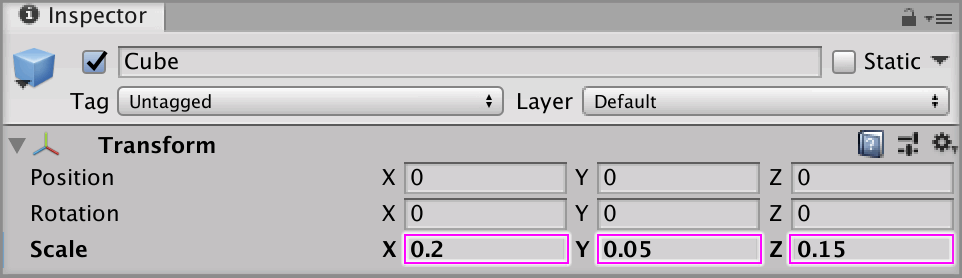 Inspector
Cube Static
Tag Untagged Layer Default
Transform
Position X 0 Y 0 Z 0
Rotation X 0 Y 0 Z 0
Scale X 0.2 Y 0.05 Z 0.15